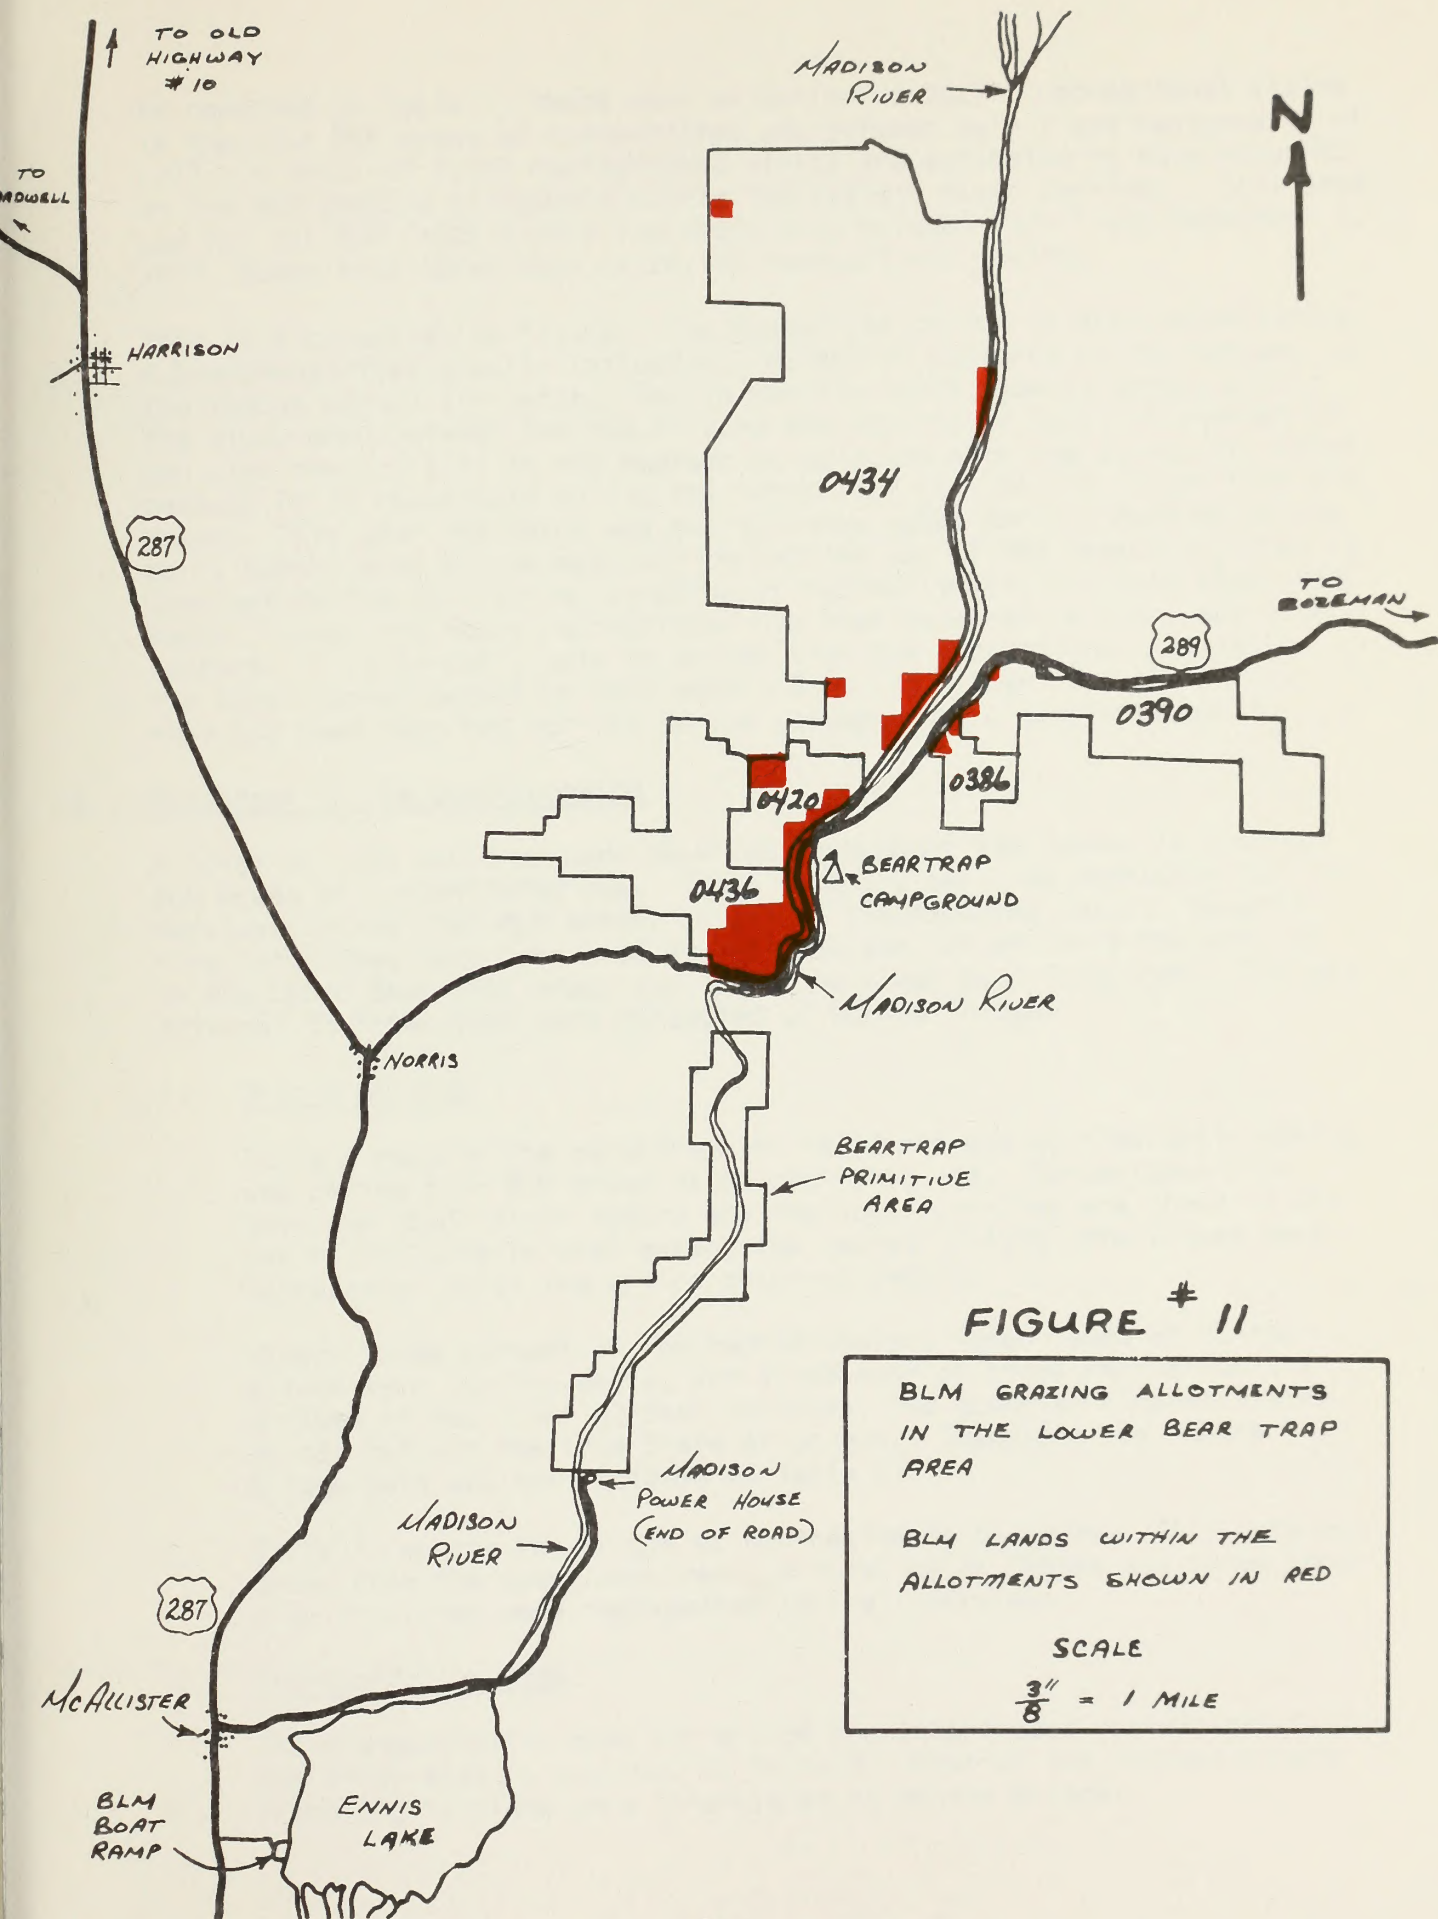 TO OLD
HIGHWAY
# 10
MADISON
RIVER
N
TO
HARRISON
287
0434
TO
BOZEMAN
289
0390
0386
0420
0436
BEARTRAP
CAMPGROUND
MADISON RIVER
NORRIS
BEARTRAP
PRIMITIVE
AREA
FIGURE # 11
BLM GRAZING ALLOTMENTS
IN THE LOWER BEAR TRAP
AREA
BLM LANDS WITHIN THE
ALLOTMENTS SHOWN IN RED
SCALE
3/8" = 1 MILE
MADISON
POWER HOUSE
(END OF ROAD)
MADISON
RIVER
287
McALLISTER
BLM
BOAT
RAMP
ENNIS
LAKE